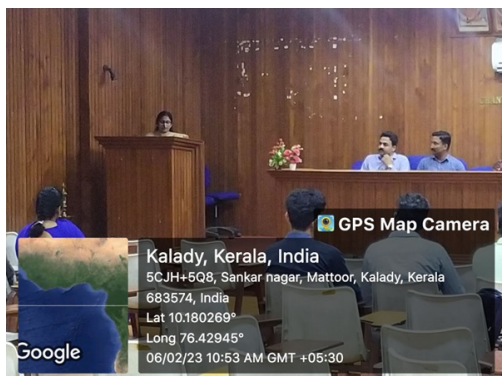 GPS Map Camera
Kalady, Kerala, India
5CJH+5Q8, Sankar nagar, Mattoor, Kalady, Kerala
683574, India
Lat 10.180269°
Long 76.42945°
06/02/23 10:53 AM GMT +05:30
Google